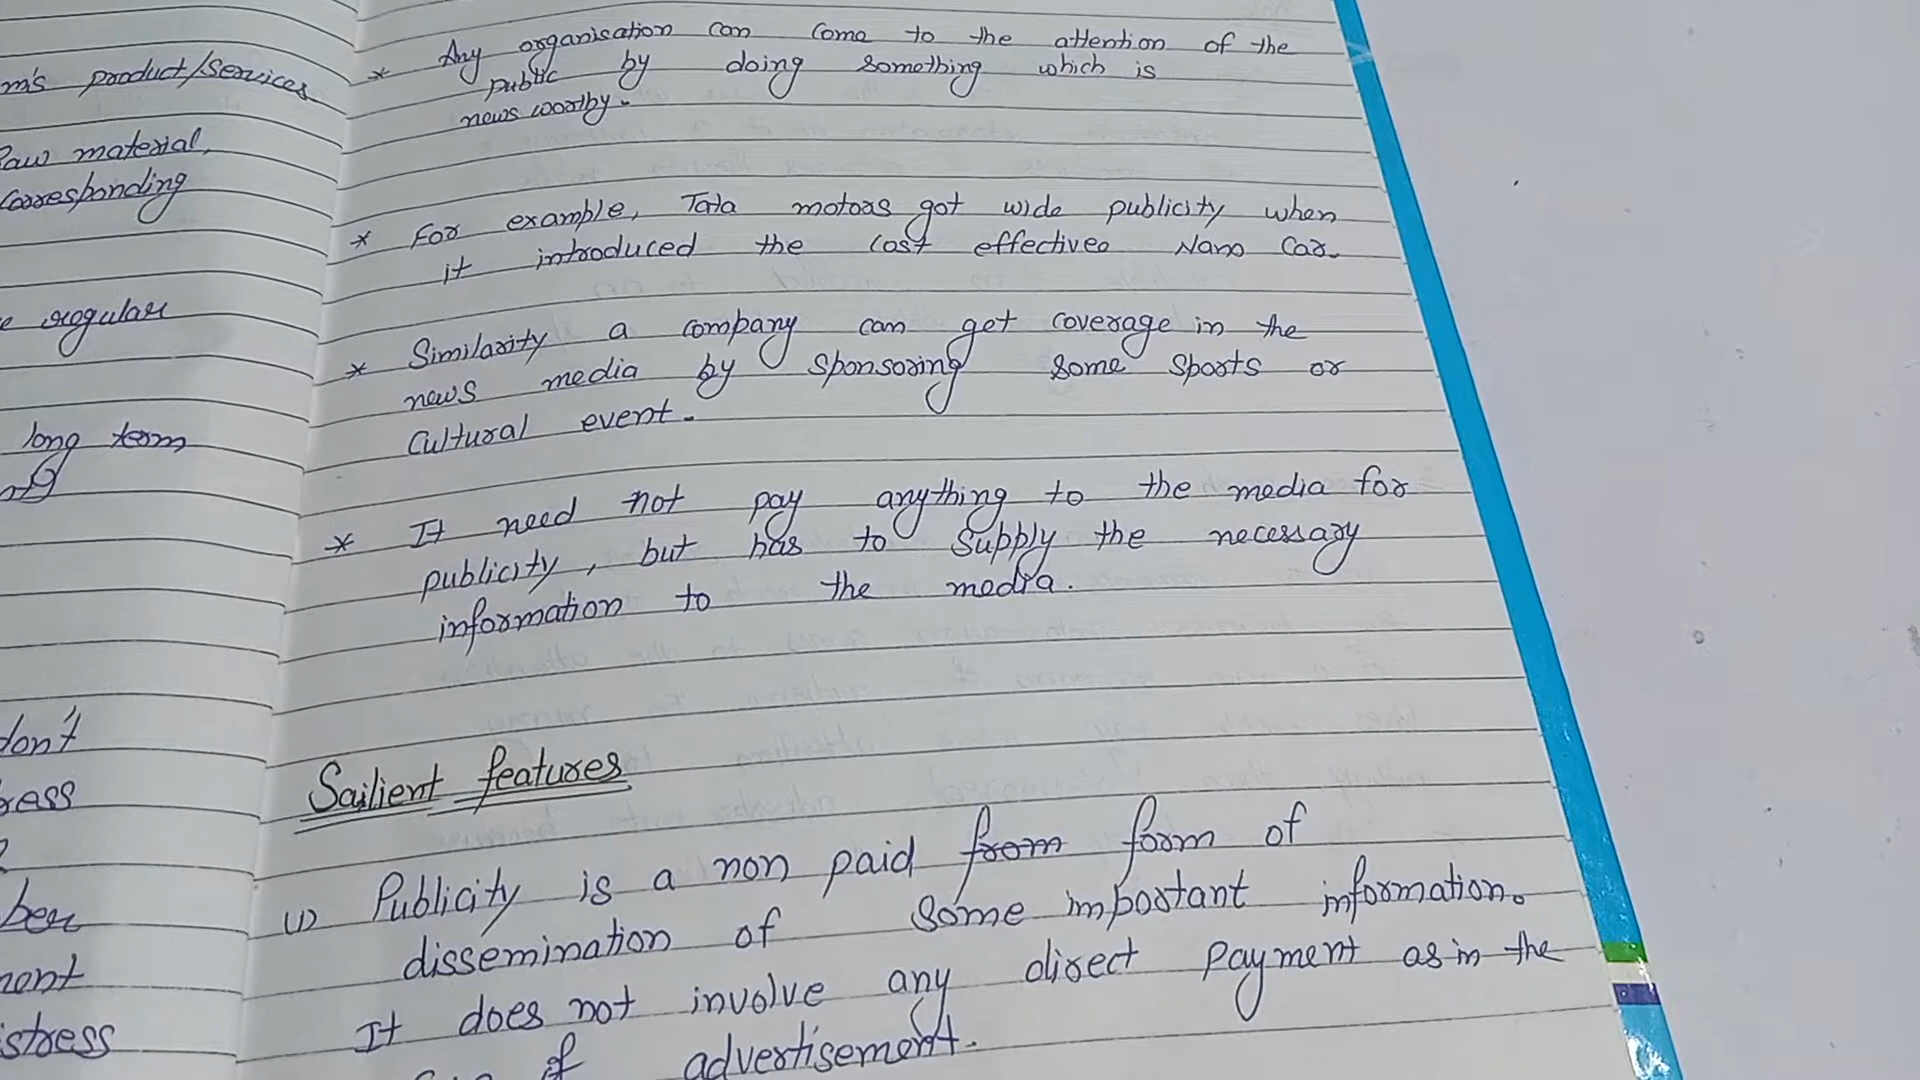 m's product/services
Raw material,
Corresponding
regular
long term
don't
ress
been
ment
istress
* Any organisation can come to the attention of the
public by doing something which is
news worthy.
* For example, Tata motors got wide publicity when
it introduced the cost effective Nano Car.
* Similarity a company can get coverage in the
news media by sponsoring some sports or
cultural event.
* It need not pay anything to the media for
publicity, but has to supply the necessary
information to the media.
Sailient features
(1) Publicity is a non paid from form of
dissemination of some important information.
It does not involve any direct payment as in the
of advertisement.